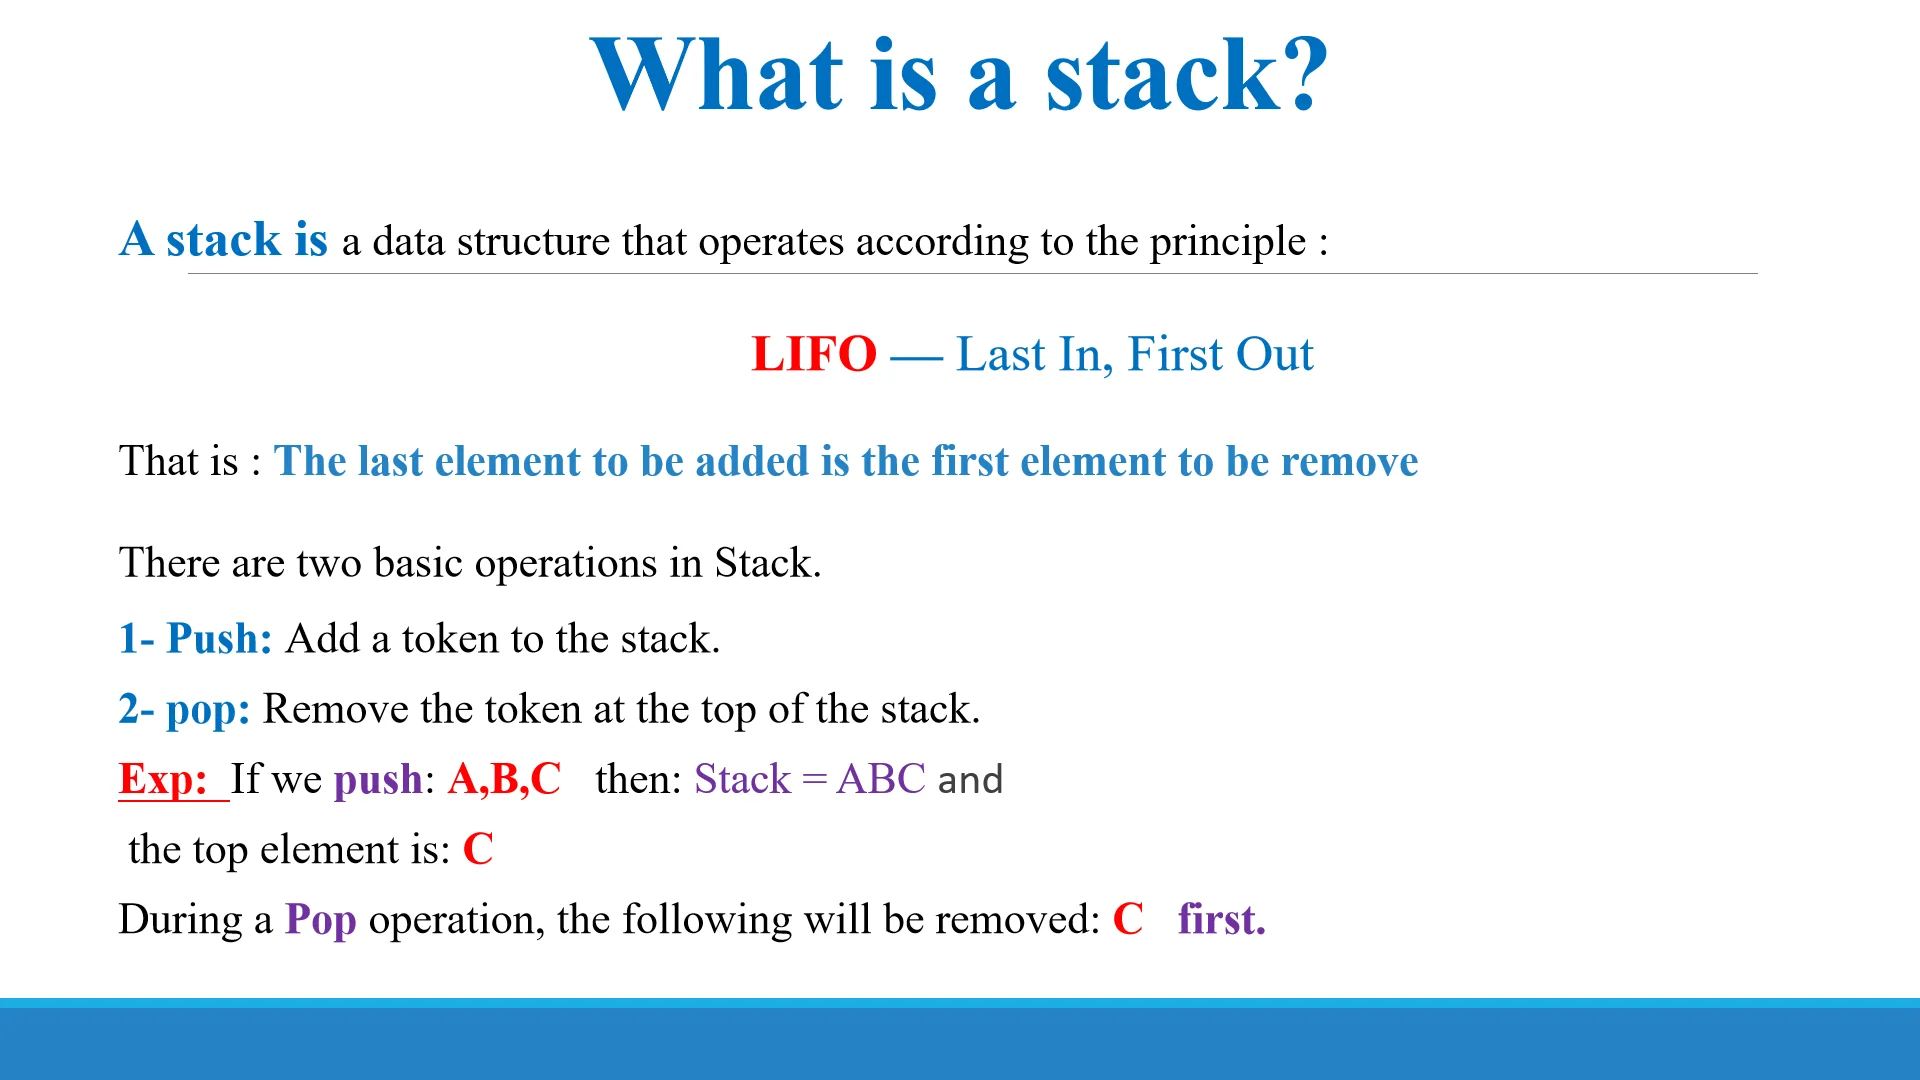 What is a stack?
A stack is a data structure that operates according to the principle :
LIFO — Last In, First Out
That is : The last element to be added is the first element to be remove
There are two basic operations in Stack.
1- Push: Add a token to the stack.
2- pop: Remove the token at the top of the stack.
Exp: If we push: A,B,C then: Stack = ABC and
the top element is: C
During a Pop operation, the following will be removed: C first.